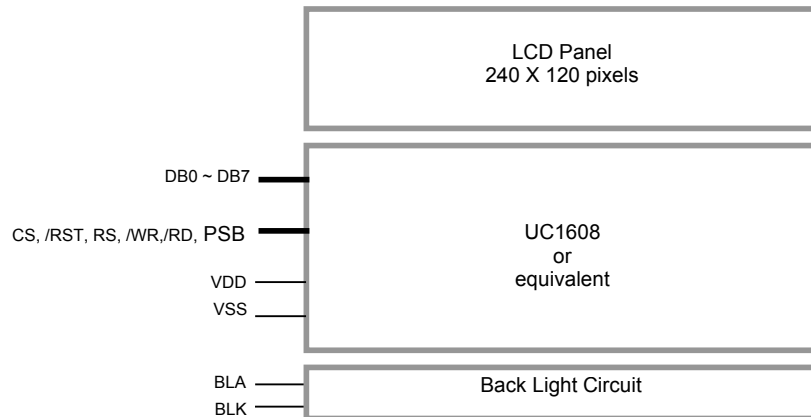 LCD Panel
240 X 120 pixels
DB0 ~ DB7
CS, /RST, RS, /WR,/RD, PSB
UC1608
or
equivalent
VDD
VSS
BLA
Back Light Circuit
BLK